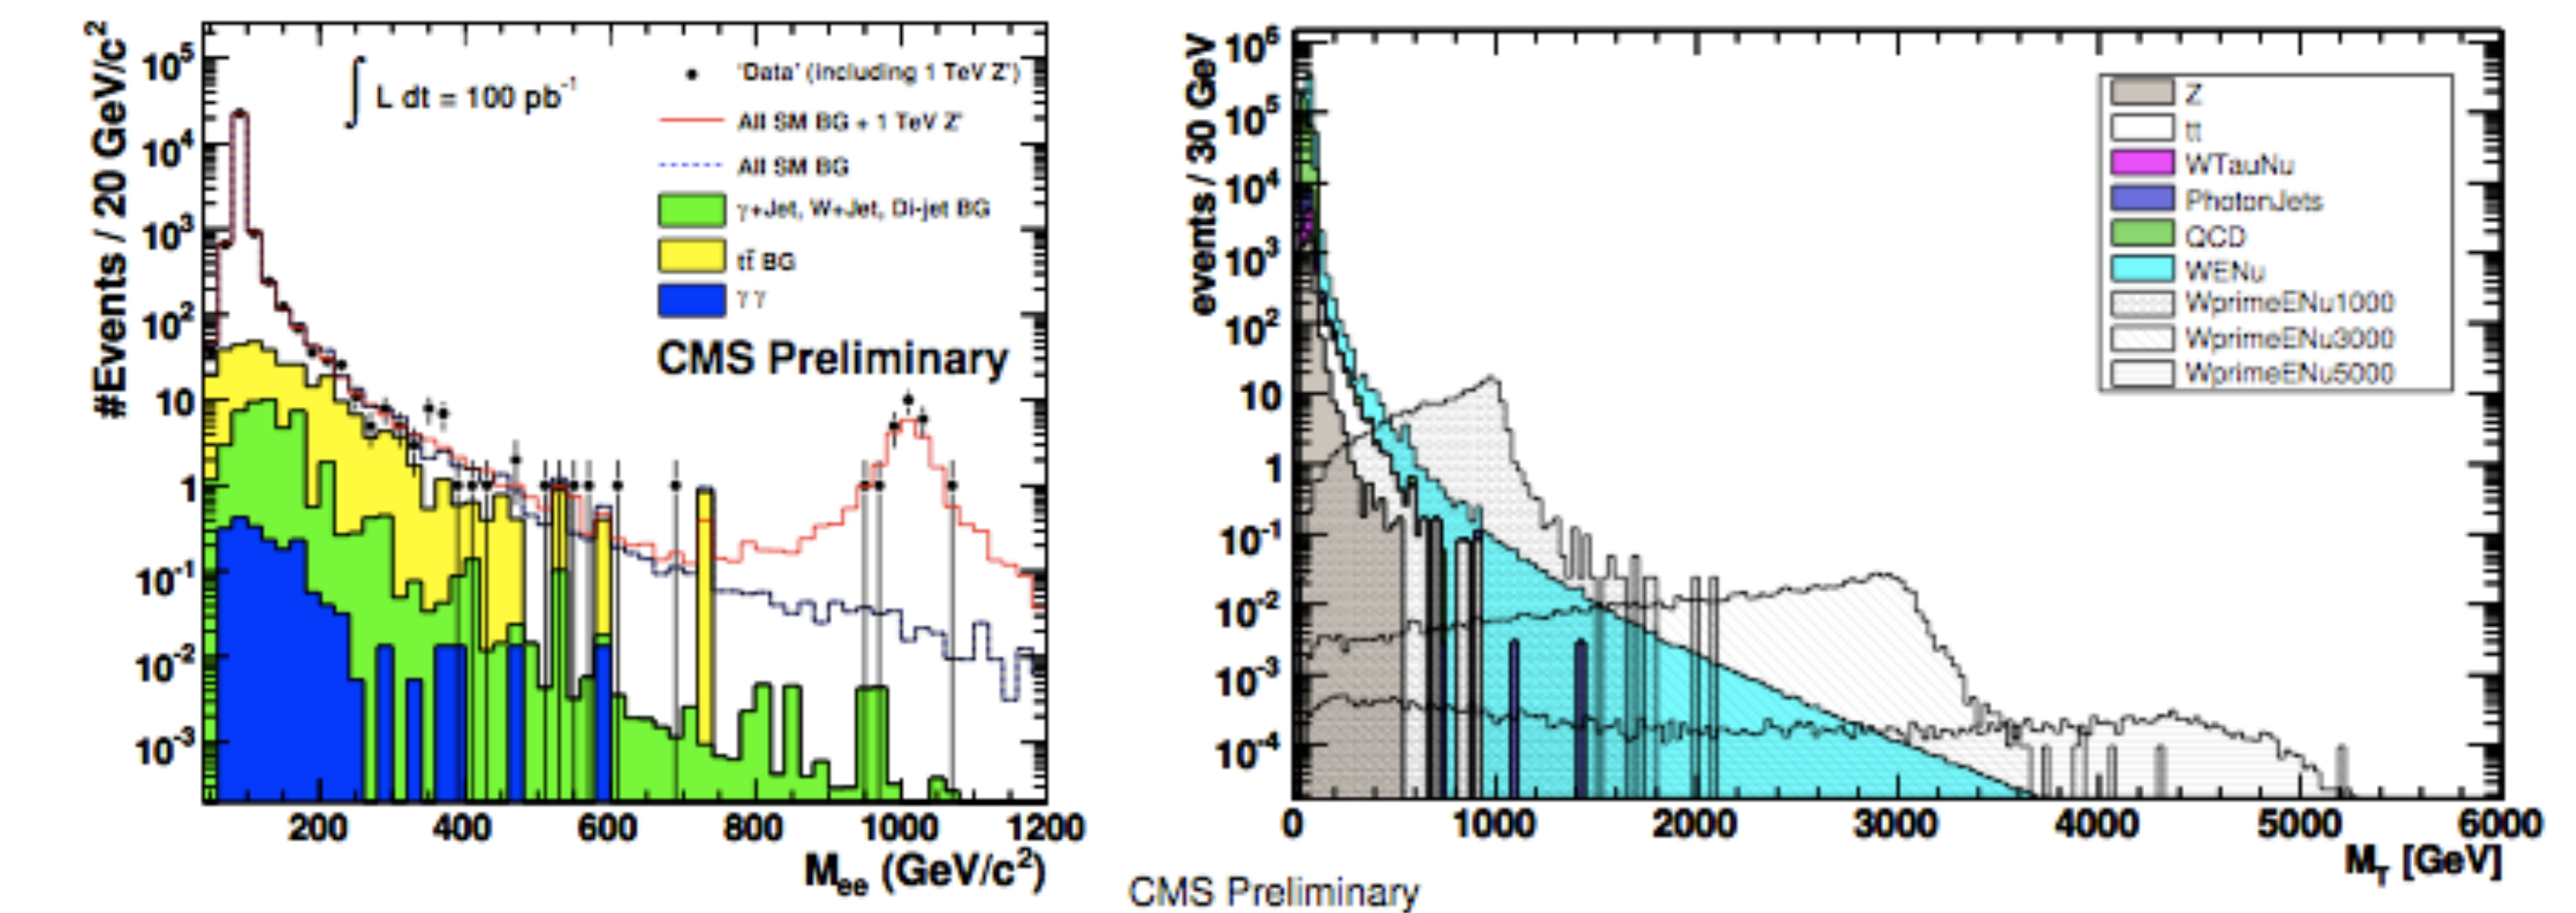 #Events / 20 GeV/c²
10⁵
10⁴
10³
10²
10
1
10⁻¹
10⁻²
10⁻³
∫ L dt = 100 pb⁻¹
'Data' (including 1 TeV Z')
All SM BG + 1 TeV Z'
All SM BG
γ+Jet, W+Jet, Di-jet BG
tt̄ BG
γ γ
CMS Preliminary
200 400 600 800 1000 1200
Mₑₑ (GeV/c²)
events / 30 GeV
10⁶
10⁵
10⁴
10³
10²
10
1
10⁻¹
10⁻²
10⁻³
10⁻⁴
Z
tt
WTauNu
PhotonJets
QCD
WENu
WprimeENu1000
WprimeENu3000
WprimeENu5000
0 1000 2000 3000 4000 5000 6000
M_T [GeV]
CMS Preliminary